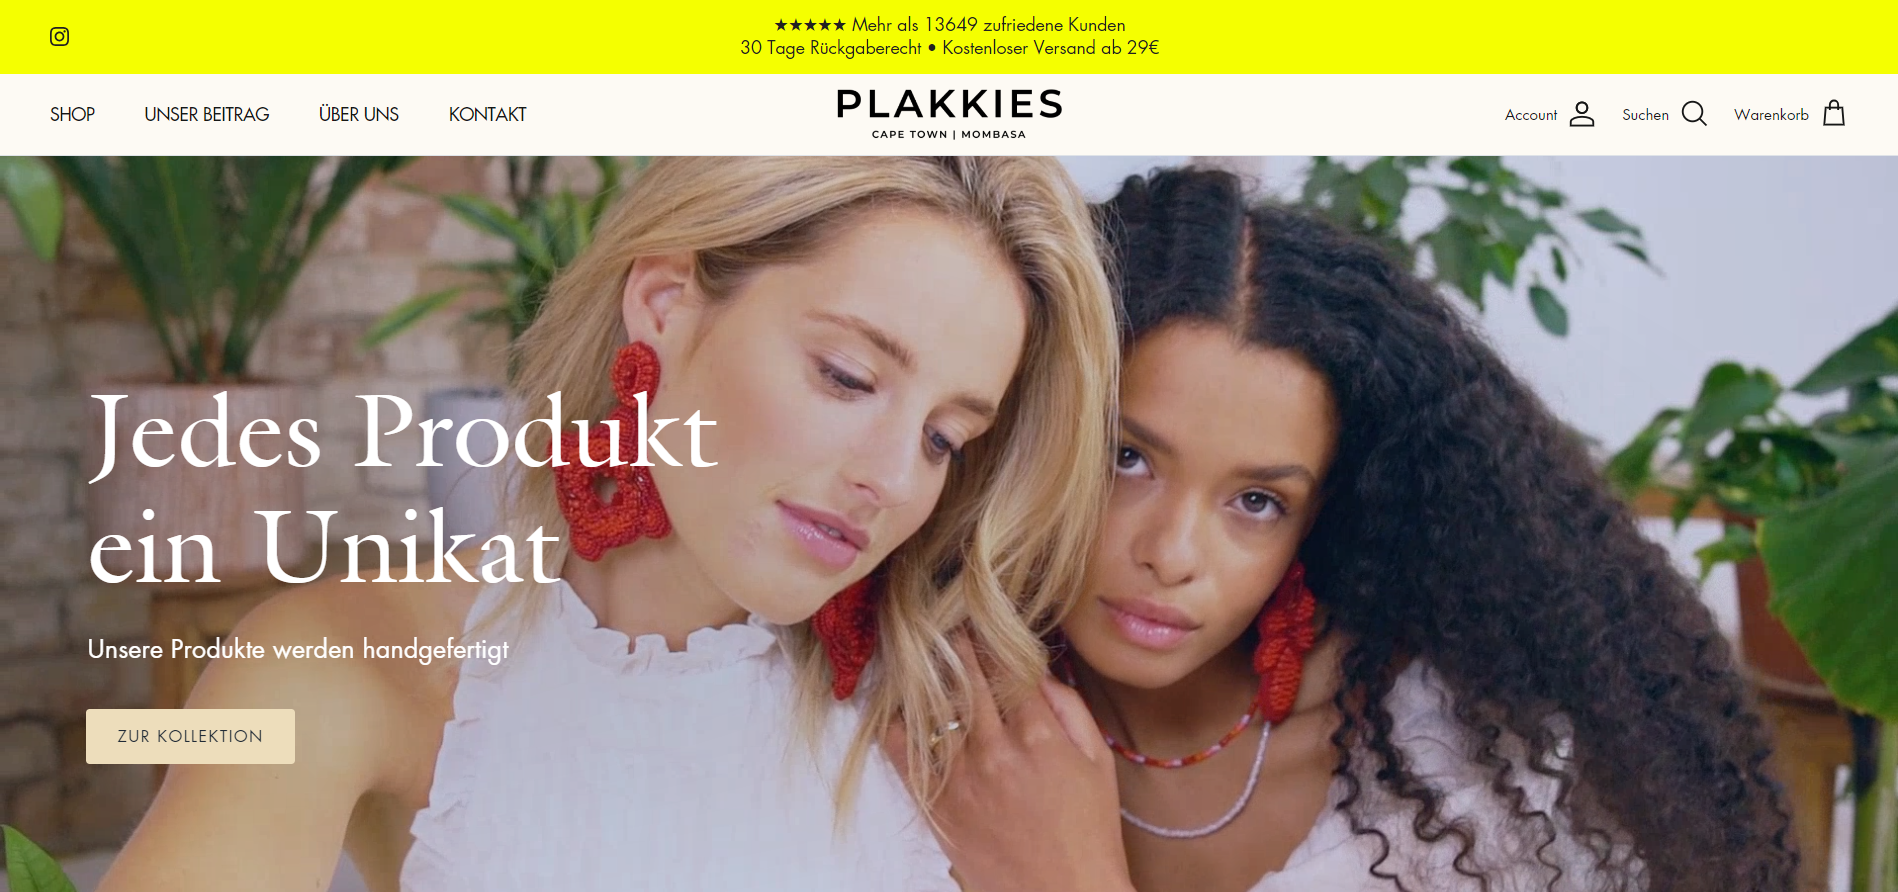 ★★★★★ Mehr als 13649 zufriedene Kunden
30 Tage Rückgaberecht • Kostenloser Versand ab 29€
SHOP
UNSER BEITRAG
ÜBER UNS
KONTAKT
PLAKKIES
CAPE TOWN | MOMBASA
Account
Suchen
Warenkorb
Jedes Produkt
ein Unikat
Unsere Produkte werden handgefertigt
ZUR KOLLEKTION